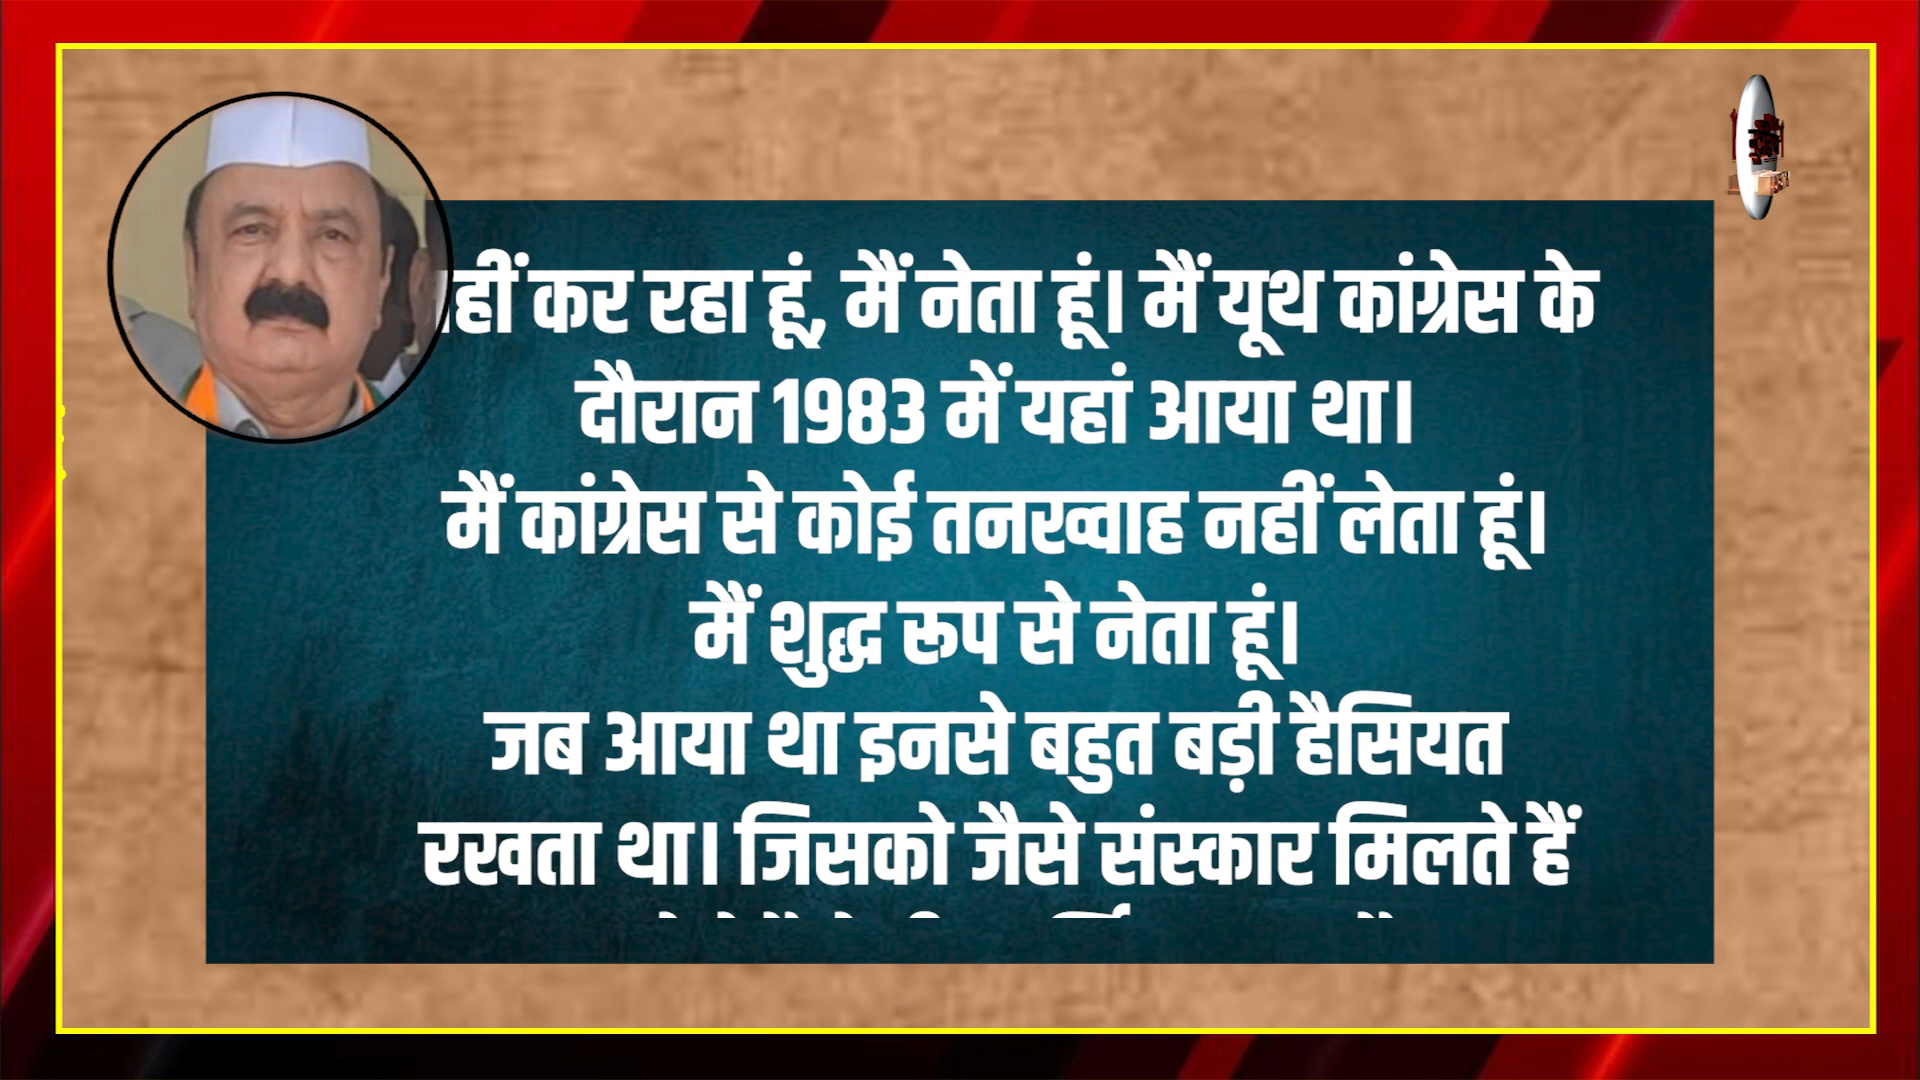 कर रहा हूं, मैं नेता हूं। मैं यूथ कांग्रेस के
दौरान 1983 में यहां आया था।
मैं कांग्रेस से कोई तनख्वाह नहीं लेता हूं।
मैं शुद्ध रूप से नेता हूं।
जब आया था इनसे बहुत बड़ी हैसियत
रखता था। जिसको जैसे संस्कार मिलते हैं